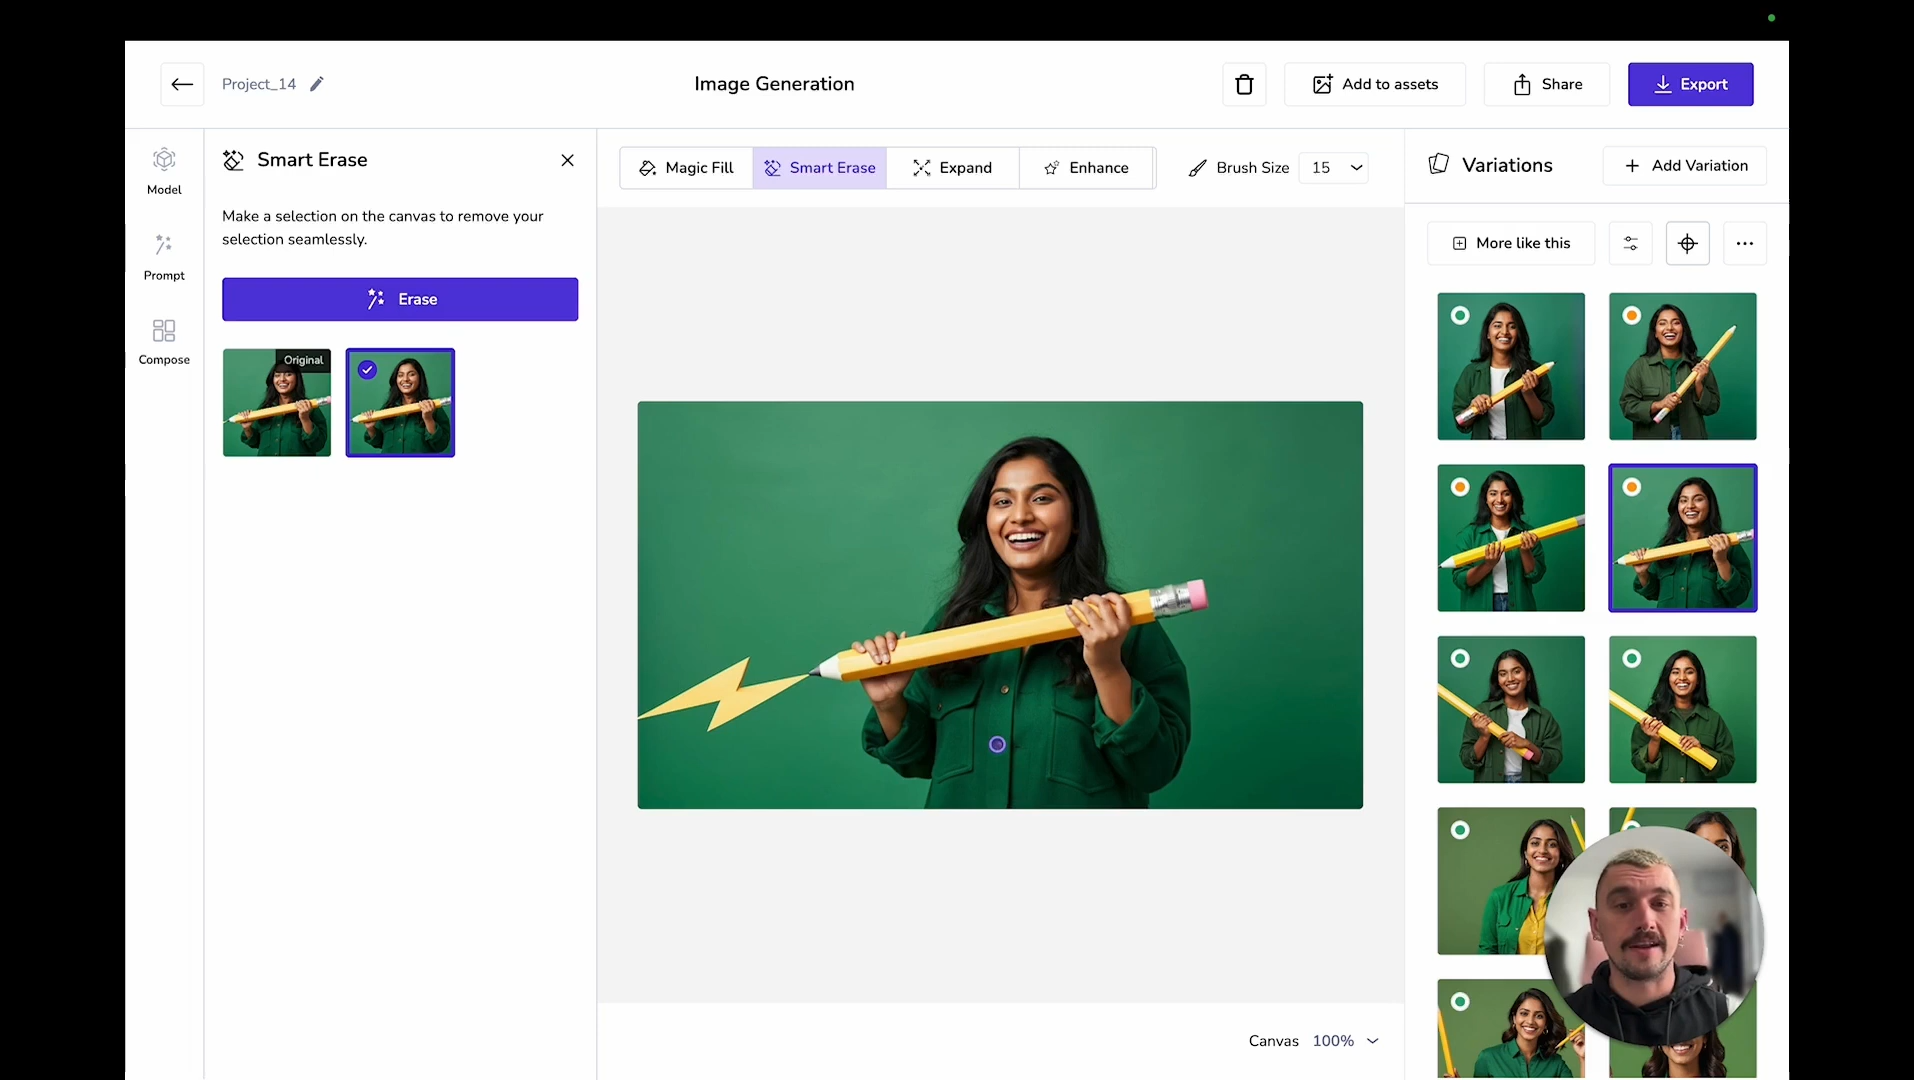 Project_14
Image Generation
Add to assets
Share
Export
Model
Prompt
Compose
Smart Erase
Make a selection on the canvas to remove your
selection seamlessly.
Erase
Original
Magic Fill
Smart Erase
Expand
Enhance
Brush Size
15
Variations
Add Variation
More like this
Canvas
100%